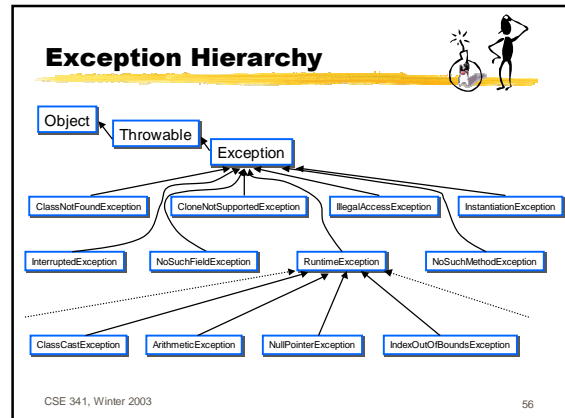 Exception Hierarchy
Object
Throwable
Exception
ClassNotFoundException CloneNotSupportedException IllegalAccessException InstantiationException
InterruptedException NoSuchFieldException RuntimeException NoSuchMethodException
ClassCastException ArithmeticException NullPointerException IndexOutOfBoundsException
CSE 341, Winter 2003 56